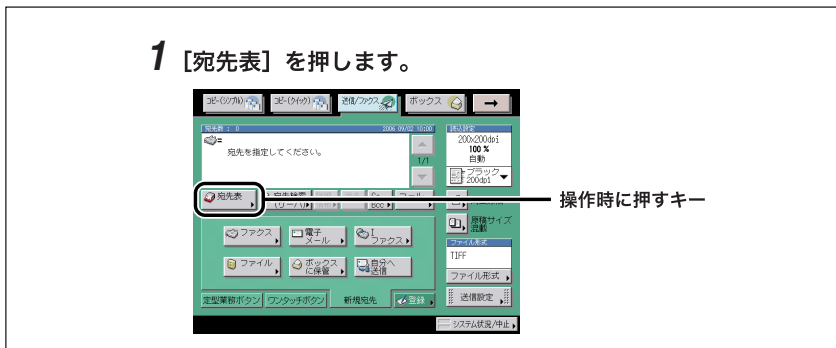 1 [宛先表] を押します。
コピー(シンプル) コピー(クイック) 送信/ファクス ボックス →
宛先数 : 0 2006 09/02 10:00 読込設定
200×200dpi
宛先を指定してください。
100 %
自動
1/1
ブラック
200dpi
宛先表
Cc
Bcc
操作時に押すキー
原稿サイズ
混載
ファクス 電子
メール I
ファクス
ファイル形式
TIFF
ファイル ボックス
に保管 自分へ
送信
ファイル形式
定型業務ボタン ワンタッチボタン 新規宛先 登録 送信設定
システム状況/中止